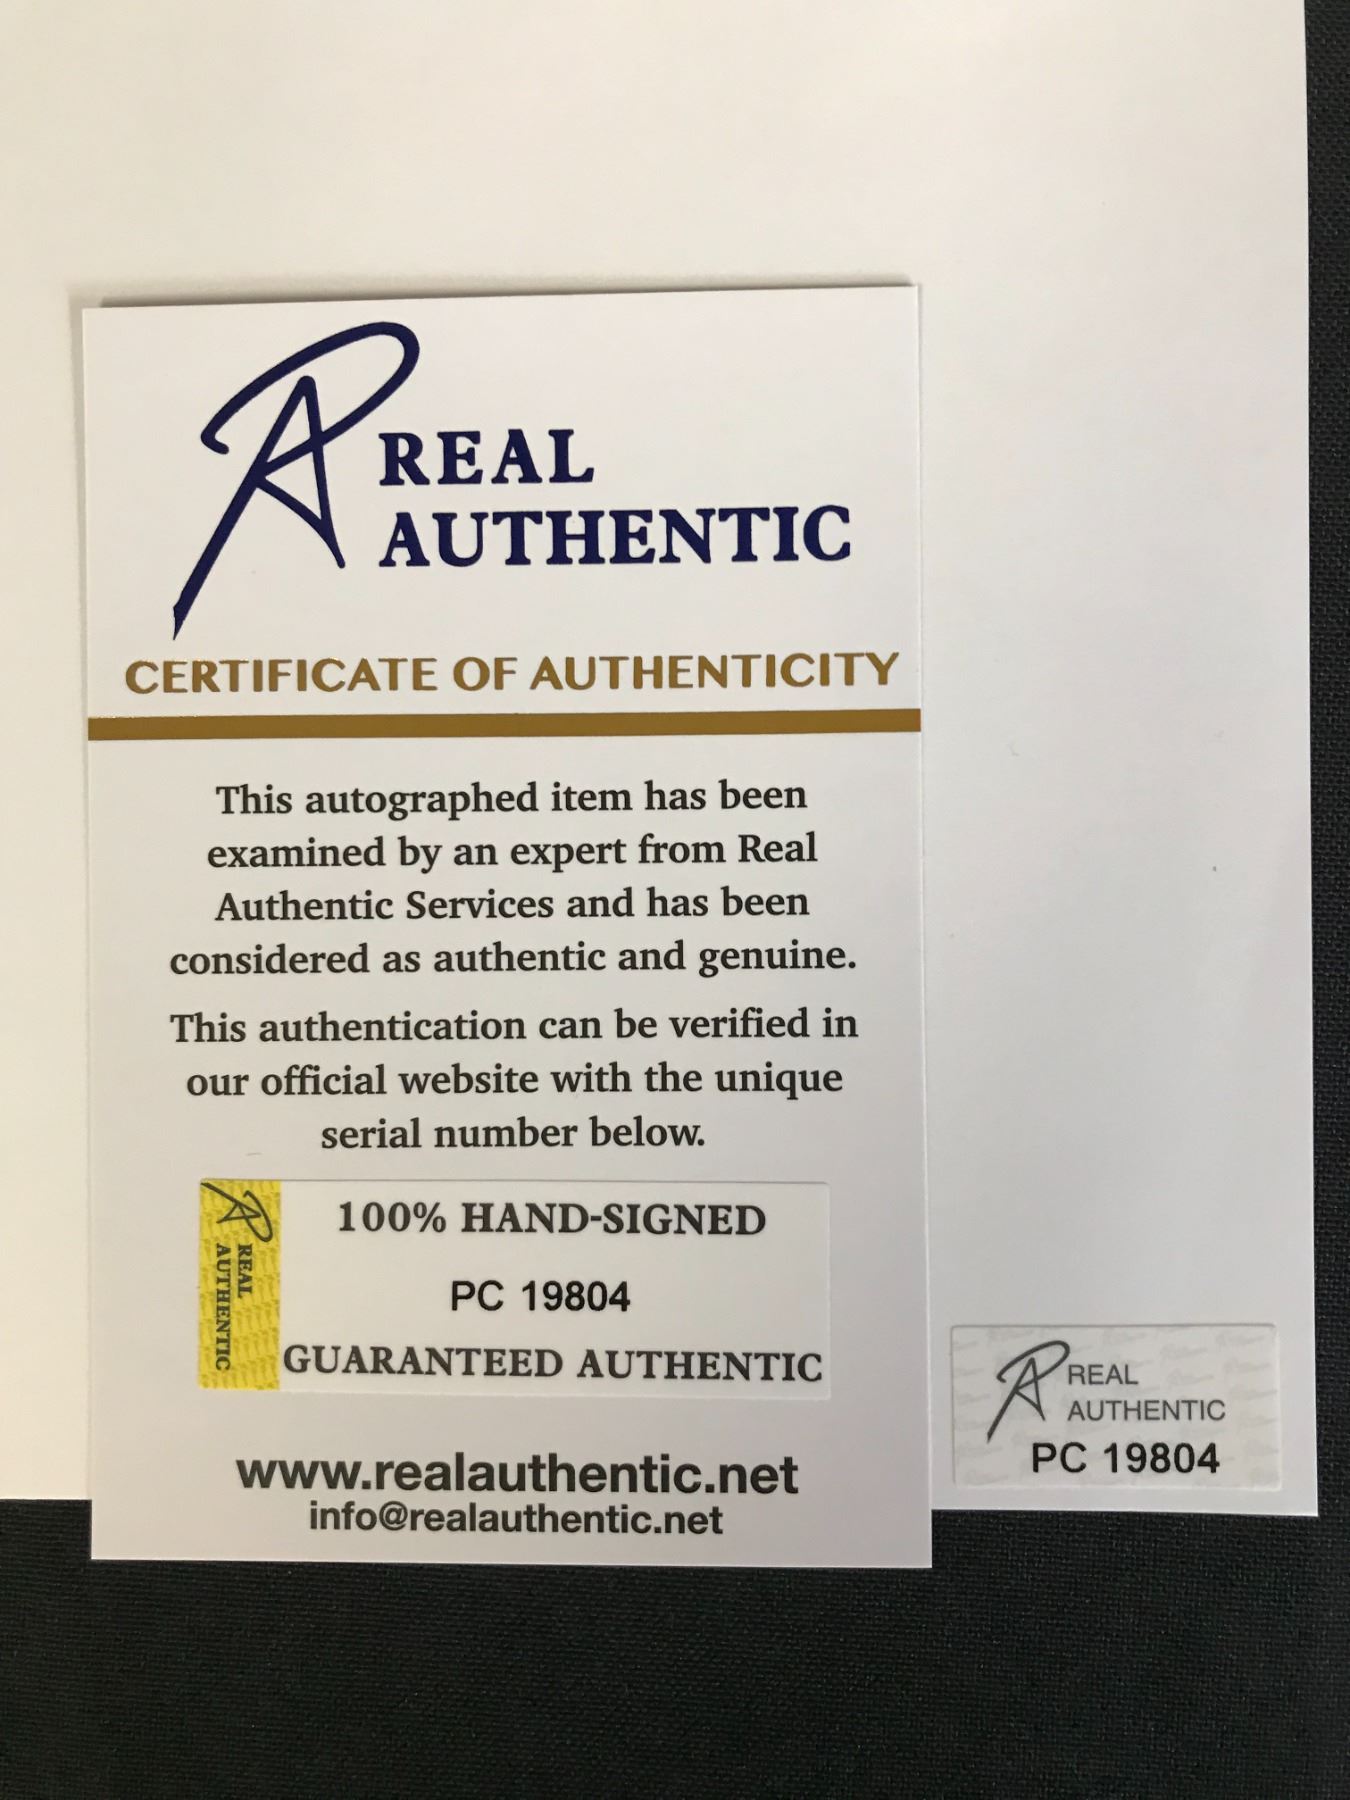 REAL
AUTHENTIC
CERTIFICATE OF AUTHENTICITY
This autographed item has been
examined by an expert from Real
Authentic Services and has been
considered as authentic and genuine.
This authentication can be verified in
our official website with the unique
serial number below.
REAL
AUTHENTIC
100% HAND-SIGNED
PC 19804
GUARANTEED AUTHENTIC
www.realauthentic.net
info@realauthentic.net
REAL
AUTHENTIC
PC 19804